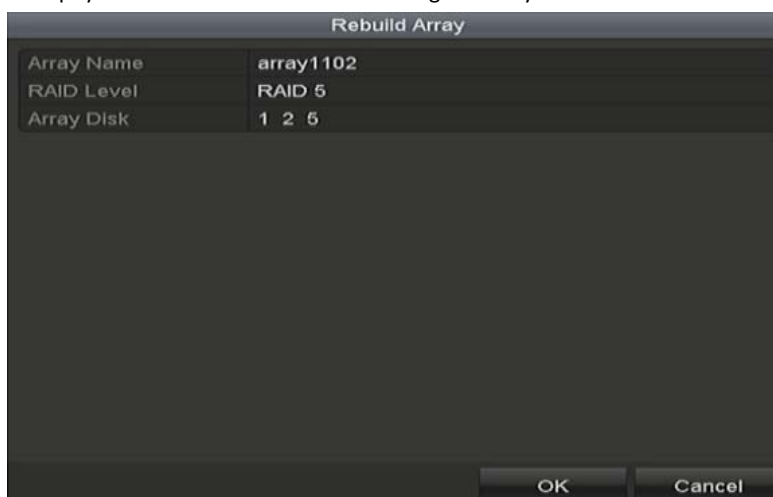 Rebuild Array
Array Name array1102
RAID Level RAID 5
Array Disk 1 2 5
OK Cancel